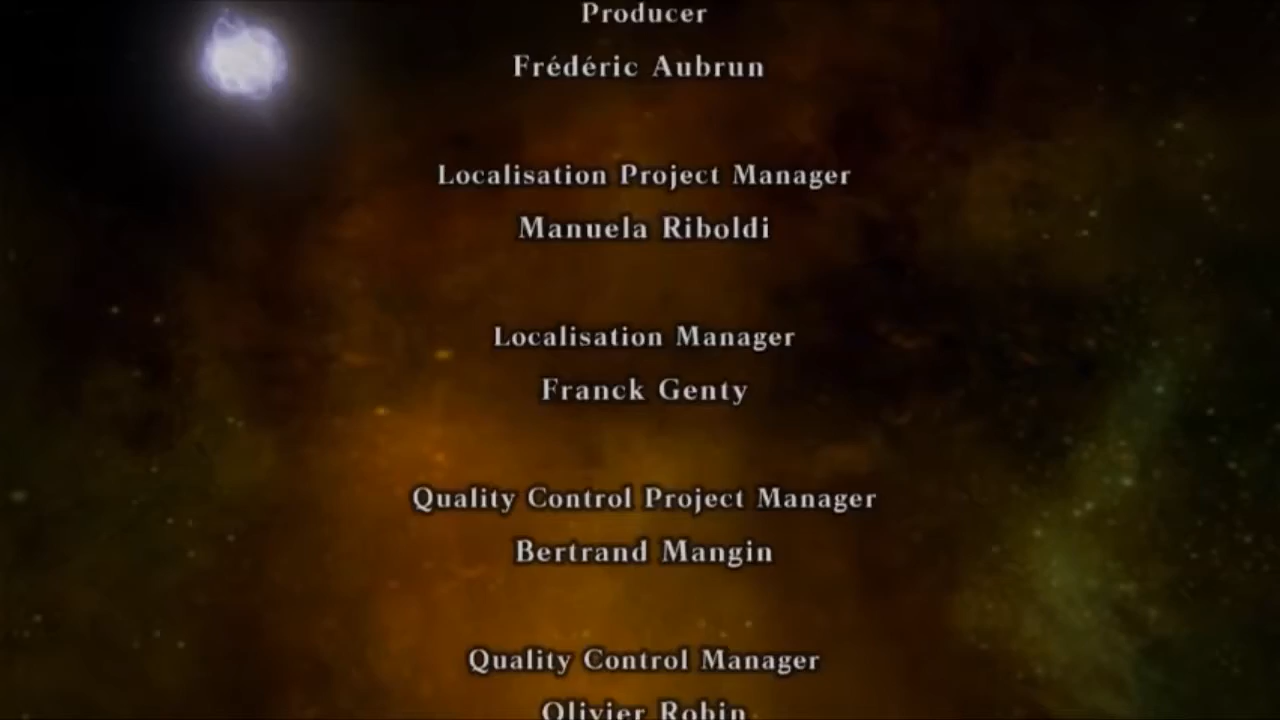 Producer
Frédéric Aubrun
Localisation Project Manager
Manuela Riboldi
Localisation Manager
Franck Genty
Quality Control Project Manager
Bertrand Mangin
Quality Control Manager
Olivier Robin